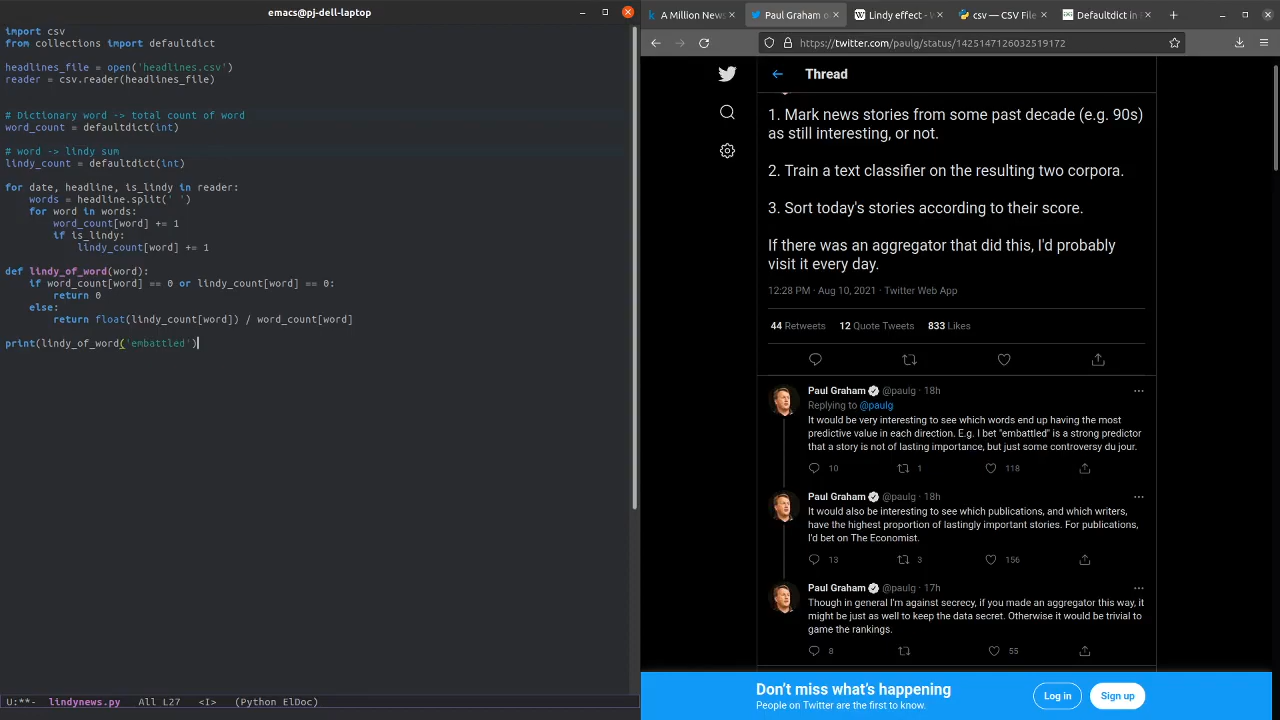 emacs@pj-dell-laptop
import csv
from collections import defaultdict
headlines_file = open('headlines.csv')
reader = csv.reader(headlines_file)
# Dictionary word -> total count of word
word_count = defaultdict(int)
# word -> lindy sum
lindy_count = defaultdict(int)
for date, headline, is_lindy in reader:
    words = headline.split(' ')
    for word in words:
        word_count[word] += 1
        if is_lindy:
            lindy_count[word] += 1
def lindy_of_word(word):
    if word_count[word] == 0 or lindy_count[word] == 0:
        return 0
    else:
        return float(lindy_count[word]) / word_count[word]
print(lindy_of_word('embattled')
U:**- lindynews.py All L27 <I> (Python ElDoc)
A Million News
Paul Graham o
Lindy effect - W
csv — CSV File
Defaultdict in
https://twitter.com/paulg/status/1425147126032519172
Thread
1. Mark news stories from some past decade (e.g. 90s)
as still interesting, or not.
2. Train a text classifier on the resulting two corpora.
3. Sort today's stories according to their score.
If there was an aggregator that did this, I'd probably
visit it every day.
12:28 PM · Aug 10, 2021 · Twitter Web App
44 Retweets 12 Quote Tweets 833 Likes
Paul Graham @paulg · 18h
Replying to @paulg
It would be very interesting to see which words end up having the most
predictive value in each direction. E.g. I bet "embattled" is a strong predictor
that a story is not of lasting importance, but just some controversy du jour.
10 1 118
Paul Graham @paulg · 18h
It would also be interesting to see which publications, and which writers,
have the highest proportion of lastingly important stories. For publications,
I'd bet on The Economist.
13 3 156
Paul Graham @paulg · 17h
Though in general I'm against secrecy, if you made an aggregator this way, it
might be just as well to keep the data secret. Otherwise it would be trivial to
game the rankings.
8 55
Don't miss what's happening
People on Twitter are the first to know.
Log in
Sign up